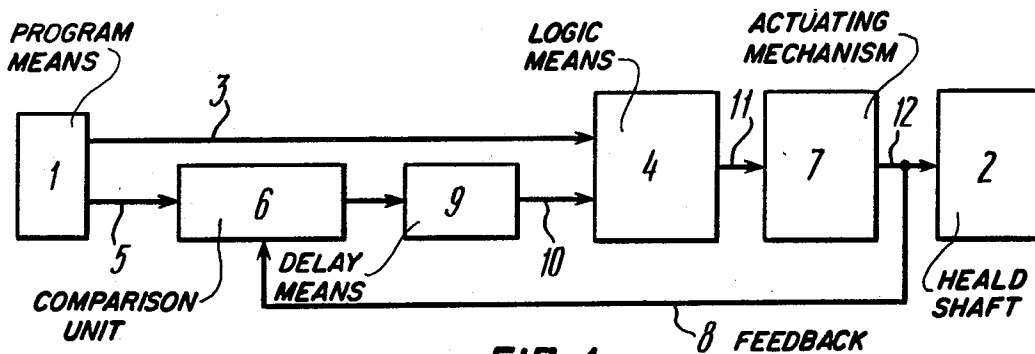 PROGRAM
MEANS
LOGIC
MEANS
ACTUATING
MECHANISM
3
11
12
1
4
7
2
6
9
5
10
DELAY
MEANS
COMPARISON
UNIT
HEALD
SHAFT
8 FEEDBACK